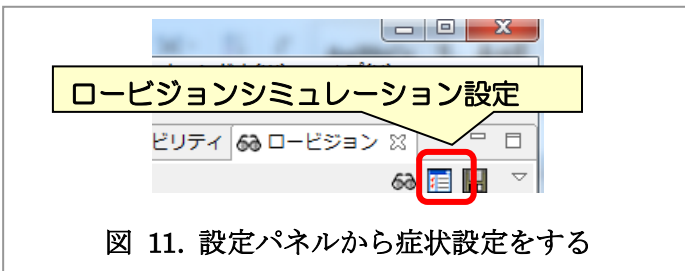 ロービジョンシミュレーション設定
ビリティ ロービジョン
図 11. 設定パネルから症状設定をする